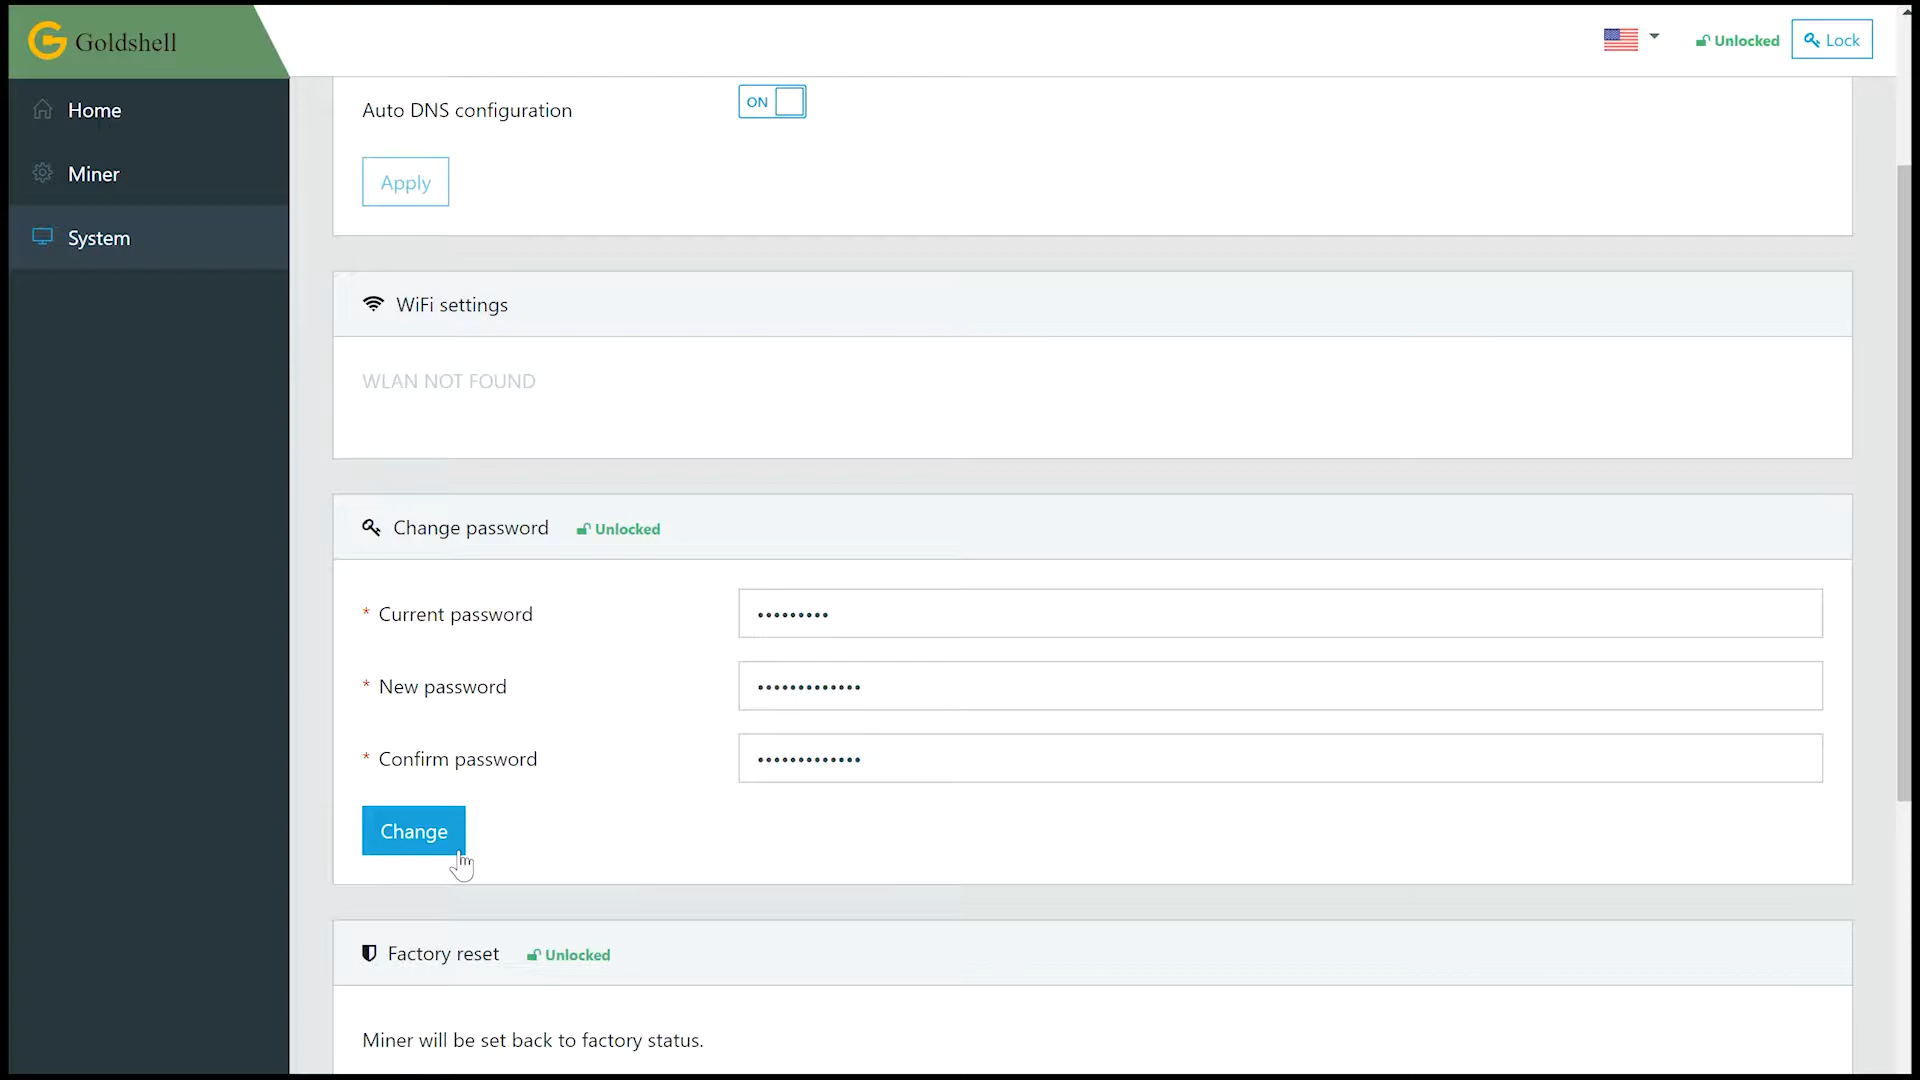 Goldshell
Unlocked
Lock
Home
Miner
System
Auto DNS configuration
ON
Apply
WiFi settings
WLAN NOT FOUND
Change password Unlocked
* Current password •••••••••
* New password •••••••••••••
* Confirm password •••••••••••••
Change
Factory reset Unlocked
Miner will be set back to factory status.